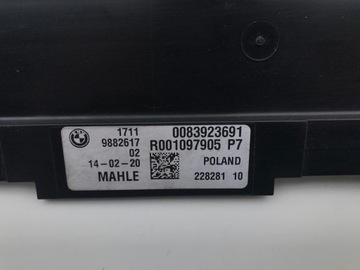 1711 0083923691
9882617 R001097905 P7
02
14-02-20 POLAND
MAHLE 228281 10